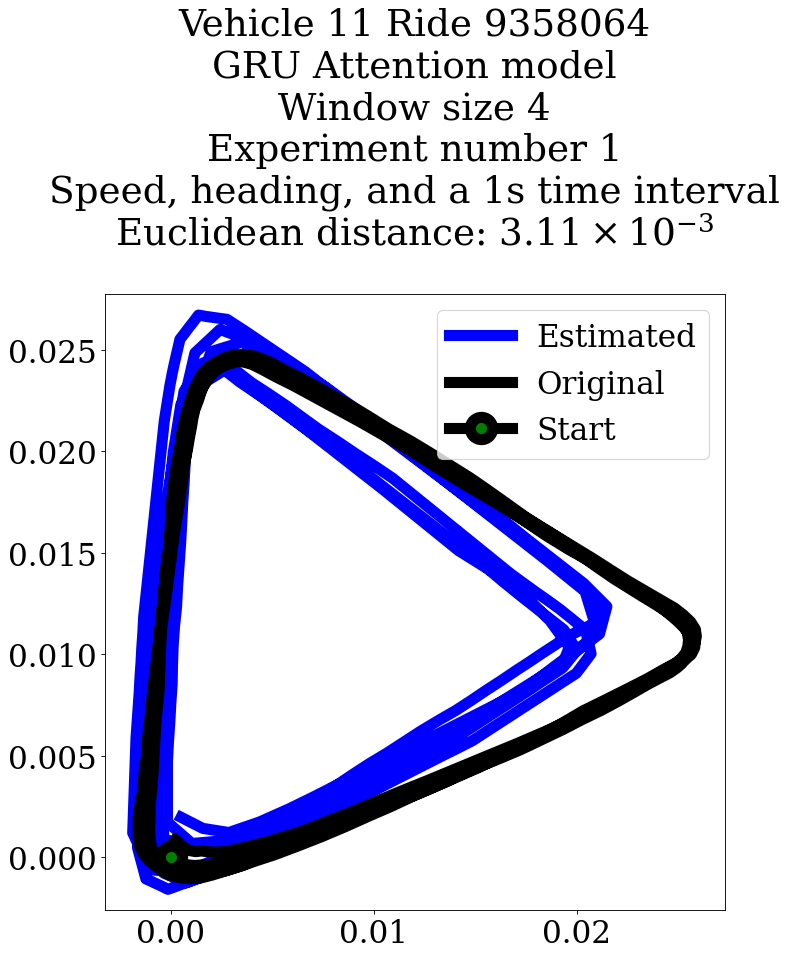 Vehicle 11 Ride 9358064
GRU Attention model
Window size 4
Experiment number 1
Speed, heading, and a 1s time interval
Euclidean distance: 3.11 × 10⁻³
Estimated
Original
Start
0.025
0.020
0.015
0.010
0.005
0.000
0.00 0.01 0.02